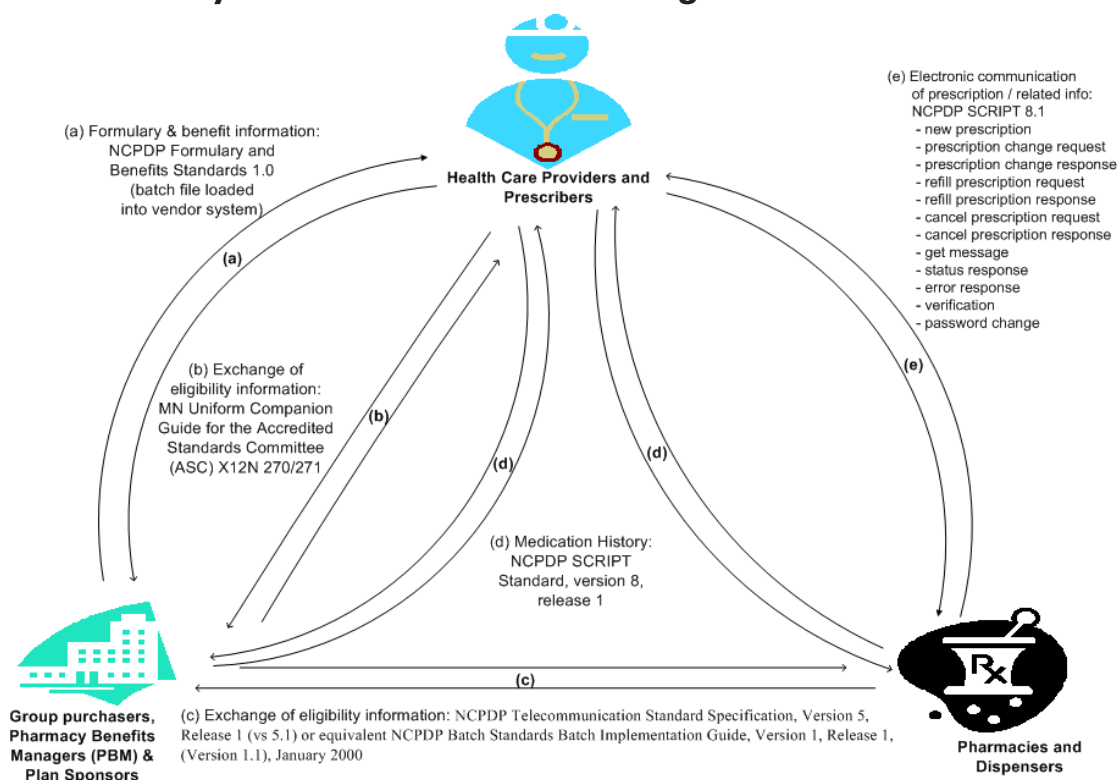 (e) Electronic communication
of prescription / related info:
NCPDP SCRIPT 8.1
- new prescription
- prescription change request
- prescription change response
- refill prescription request
- refill prescription response
- cancel prescription request
- cancel prescription response
- get message
- status response
- error response
- verification
- password change
(a) Formulary & benefit information:
NCPDP Formulary and
Benefits Standards 1.0
(batch file loaded
into vendor system)
Health Care Providers and
Prescribers
(a)
(b) Exchange of
eligibility information:
MN Uniform Companion
Guide for the Accredited
Standards Committee
(ASC) X12N 270/271
(b)
(d)
(d)
(e)
(d) Medication History:
NCPDP SCRIPT
Standard, version 8,
release 1
(c)
Rx
Group purchasers,
Pharmacy Benefits
Managers (PBM) &
Plan Sponsors
(c) Exchange of eligibility information: NCPDP Telecommunication Standard Specification, Version 5,
Release 1 (vs 5.1) or equivalent NCPDP Batch Standards Batch Implementation Guide, Version 1, Release 1,
(Version 1.1), January 2000
Pharmacies and
Dispensers